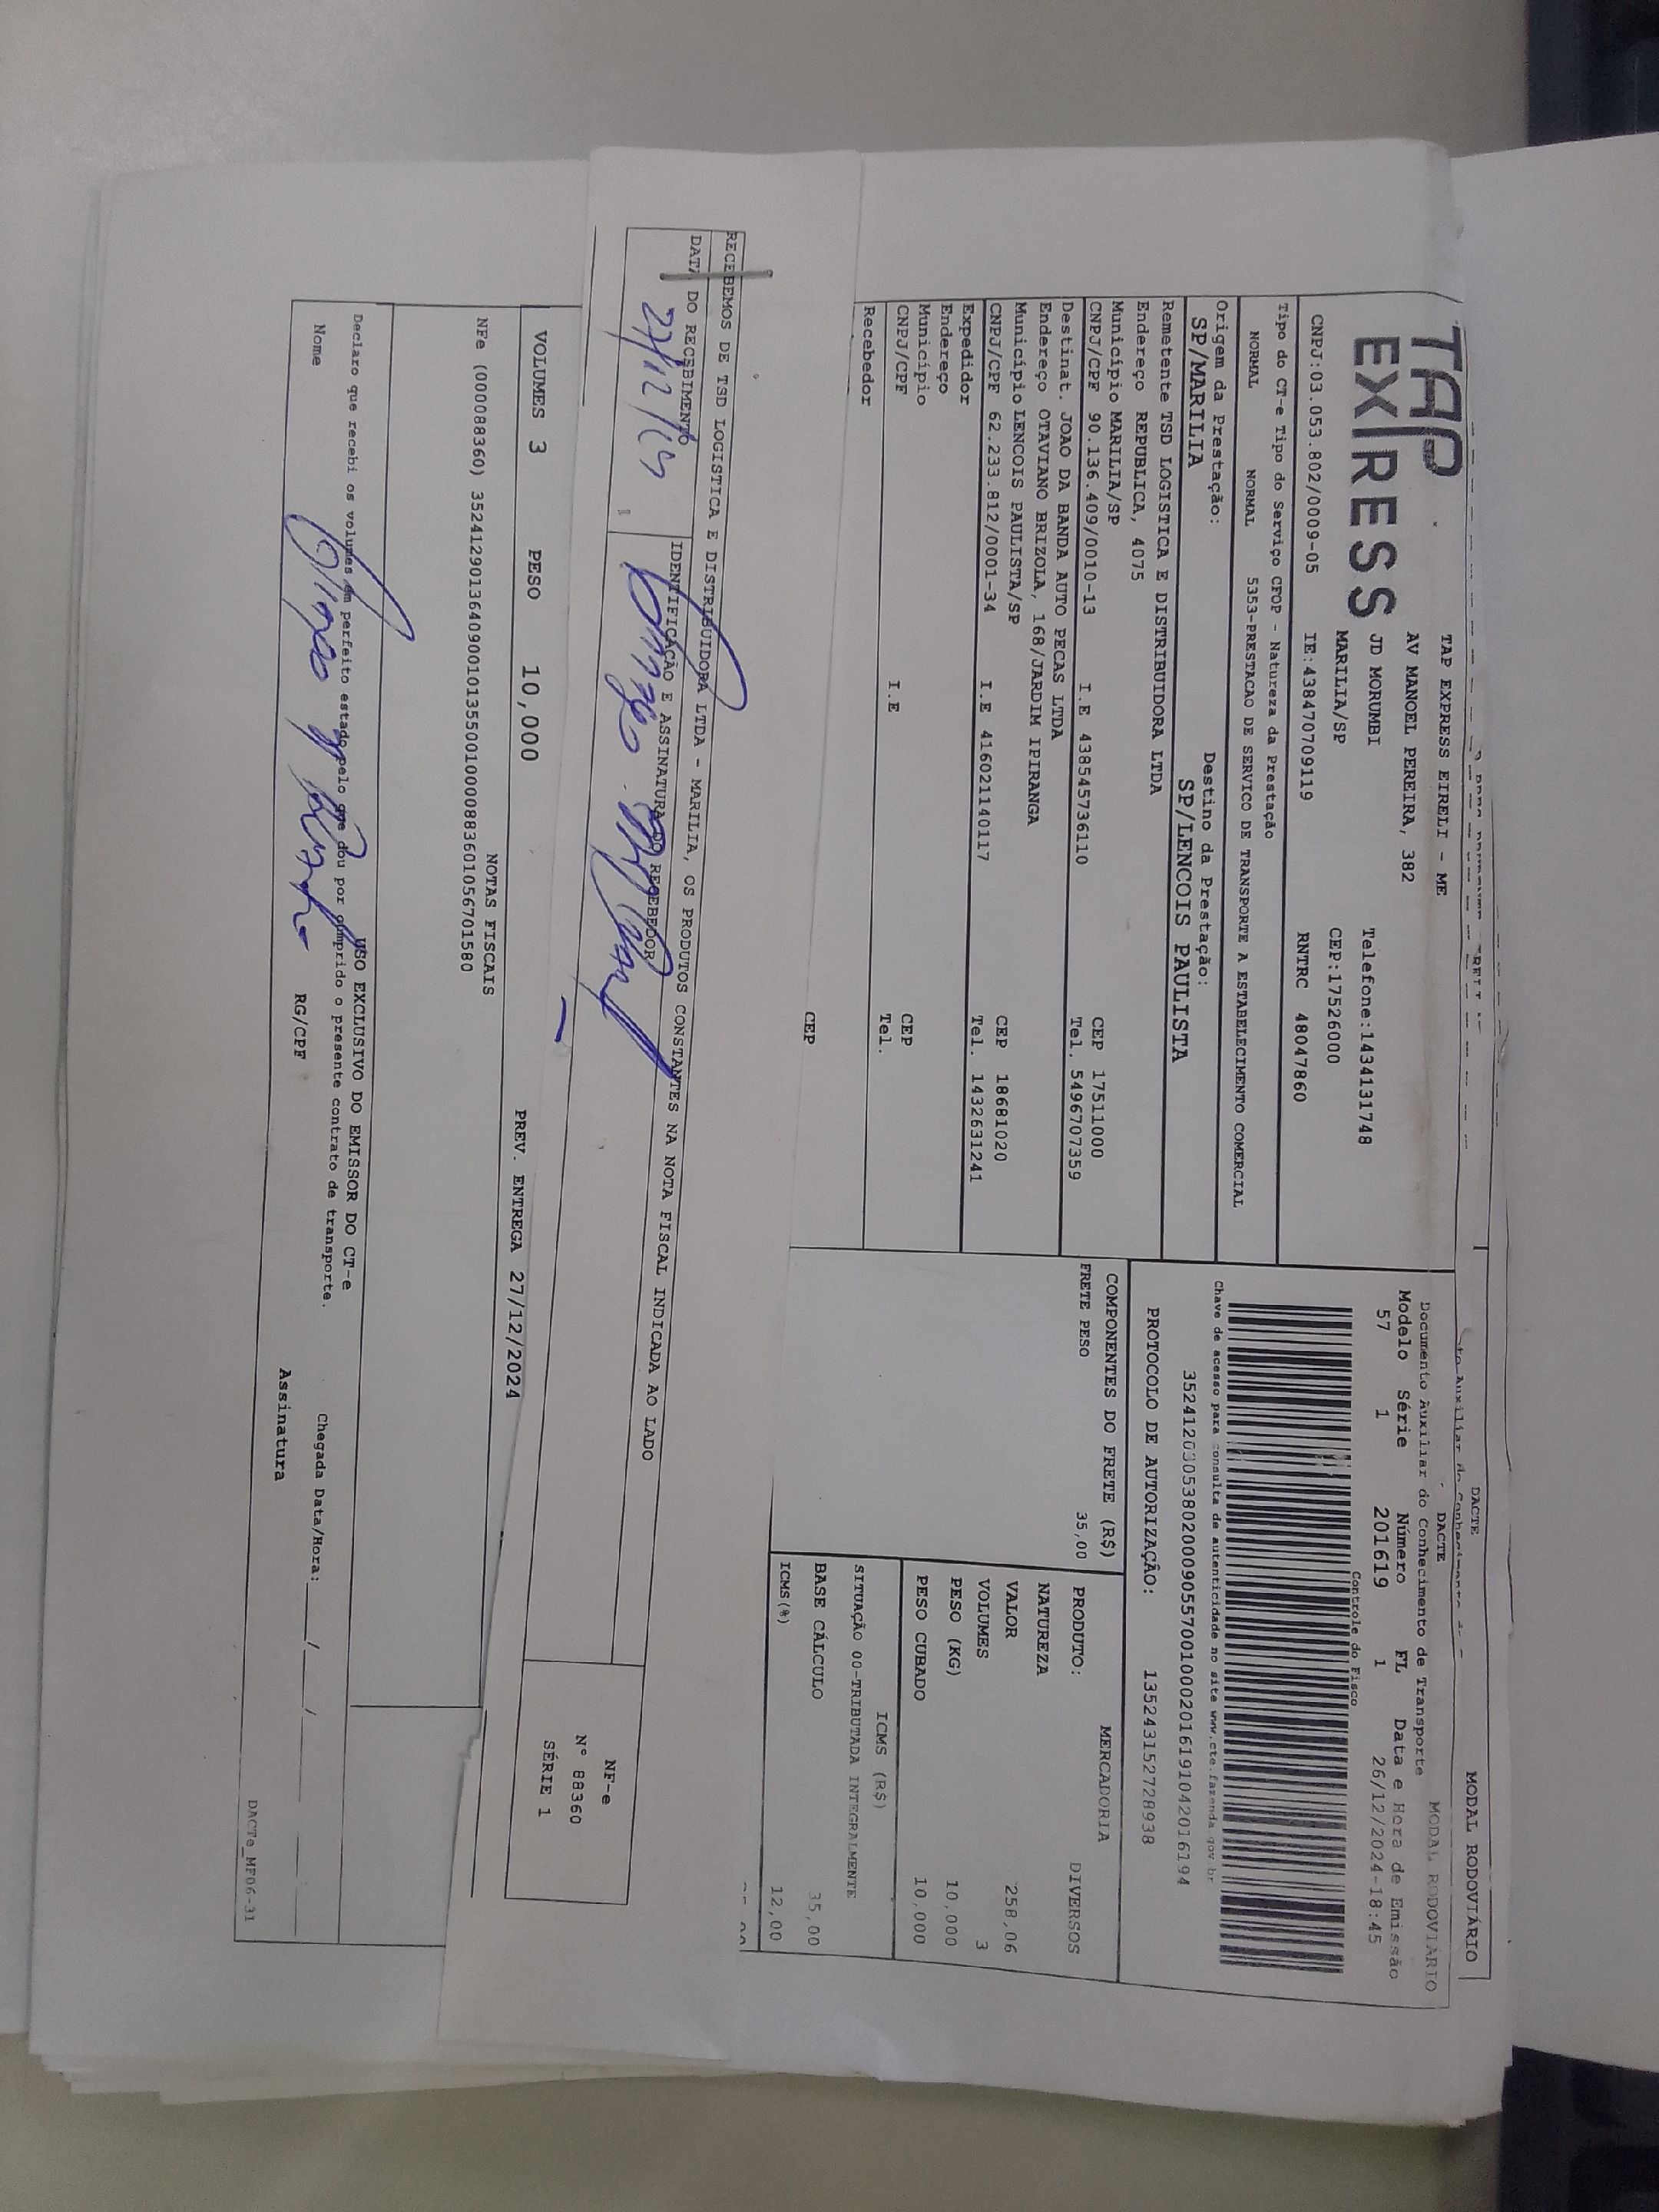 DACTE
MODAL RODOVIÁRIO
TAP EXPRESS
TAP EXPRESS EIRELI - ME
AV MANOEL PEREIRA, 382
JD MORUMBI
Telefone:1434131748
MARILIA/SP
CEP:17526000
CNPJ:03.053.802/0009-05
IE:438470709119
RNTRC 48047860
DACTE
MODAL RODOVIÁRIO
Documento Auxiliar do Conhecimento de Transporte
Modelo Série Número FL Data e Hora de Emissão
57 1 201619 1 26/12/2024-18:45
Controle do Fisco
Chave de acesso para consulta de autenticidade no site www.cte.fazenda.gov.br
35241203053802000905570010002016191042016194
PROTOCOLO DE AUTORIZAÇÃO: 135243152728938
Tipo do CT-e Tipo do Serviço CFOP - Natureza da Prestação
NORMAL NORMAL 5353-PRESTACAO DE SERVICO DE TRANSPORTE A ESTABELECIMENTO COMERCIAL
Origem da Prestação: Destino da Prestação:
SP/MARILIA SP/LENCOIS PAULISTA
Remetente TSD LOGISTICA E DISTRIBUIDORA LTDA
Endereço REPUBLICA, 4075
Município MARILIA/SP CEP 17511000
CNPJ/CPF 90.136.409/0010-13 I.E 438545736110 Tel. 5496707359
Destinat. JOAO DA BANDA AUTO PECAS LTDA
Endereço OTAVIANO BRIZOLA, 168/JARDIM IPIRANGA
Município LENCOIS PAULISTA/SP CEP 18681020
CNPJ/CPF 62.233.812/0001-34 I.E 416021140117 Tel. 1432631241
Expedidor
Endereço
Município CEP
CNPJ/CPF I.E Tel.
Recebedor
CEP
COMPONENTES DO FRETE (R$)
FRETE PESO 35,00
MERCADORIA
PRODUTO: DIVERSOS
NATUREZA
VALOR 258,06
VOLUMES 3
PESO (KG) 10,000
PESO CUBADO 10,000
ICMS (R$)
SITUAÇÃO 00-TRIBUTADA INTEGRALMENTE
BASE CÁLCULO 35,00
ICMS(%) 12,00
RECEBEMOS DE TSD LOGISTICA E DISTRIBUIDORA LTDA - MARILIA, OS PRODUTOS CONSTANTES NA NOTA FISCAL INDICADA AO LADO
DATA DO RECEBIMENTO
IDENTIFICAÇÃO E ASSINATURA DO RECEBEDOR
27/12/24
NF-e
N° 88360
SÉRIE 1
VOLUMES 3 PESO 10,000 PREV. ENTREGA 27/12/2024
NOTAS FISCAIS
NFe (000088360) 35241290136409001013550010000883601056701580
USO EXCLUSIVO DO EMISSOR DO CT-e
Declaro que recebi os volumes em perfeito estado pelo que dou por cumprido o presente contrato de transporte.
Chegada Data/Hora: ____/____/____
Nome RG/CPF Assinatura
DACTe_MF06-31